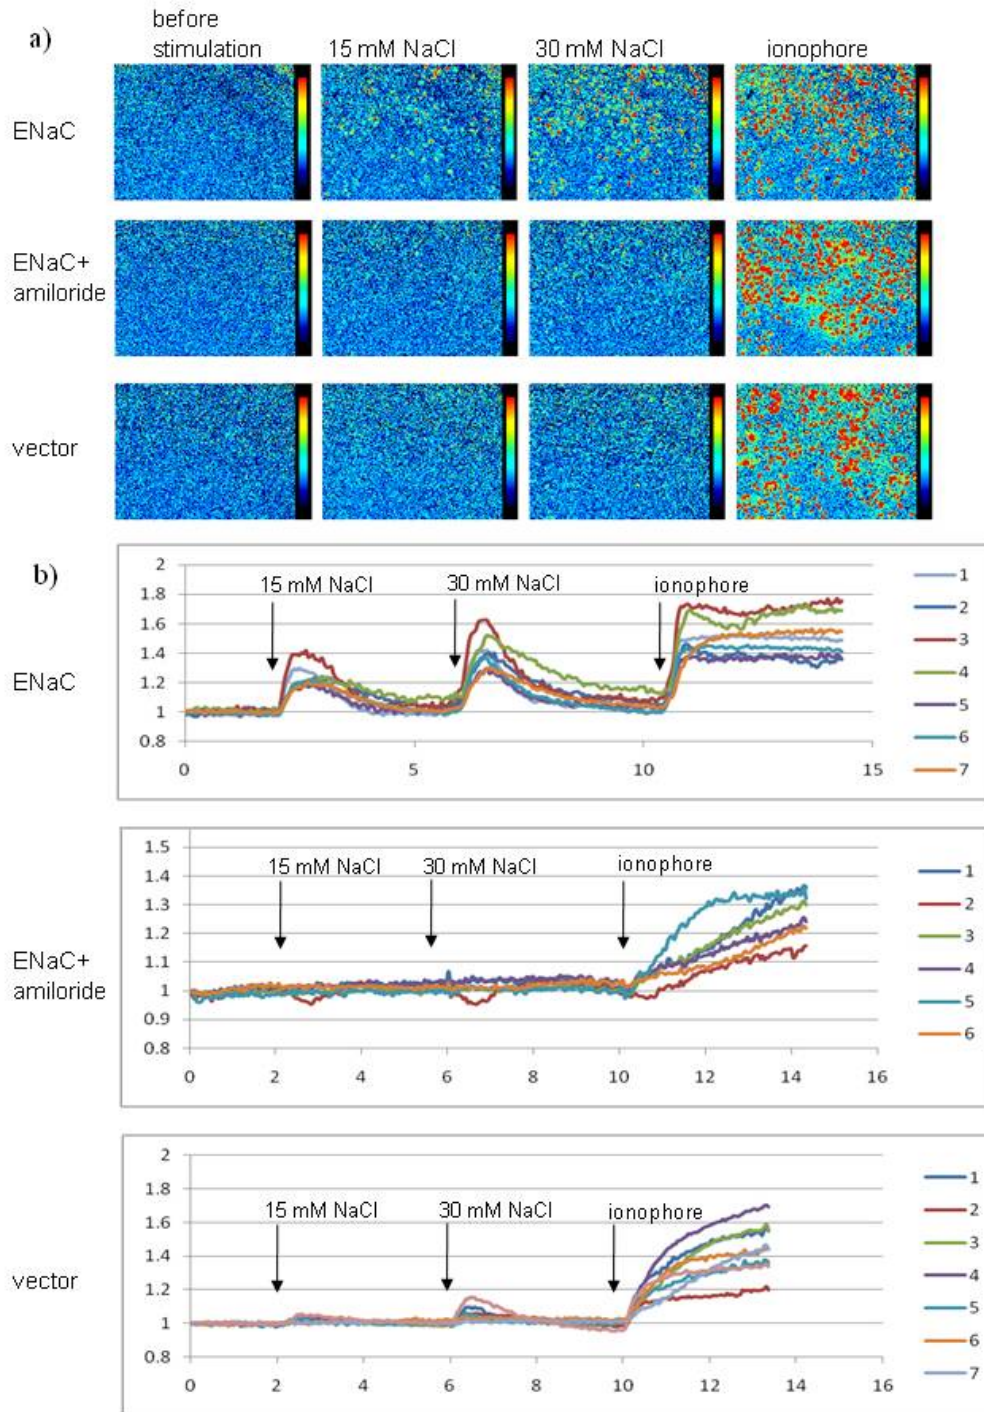 a)
before
stimulation
15 mM NaCl
30 mM NaCl
ionophore
ENaC
ENaC+
amiloride
vector
b)
ENaC
2
1.8
1.6
1.4
1.2
1
0.8
15 mM NaCl
30 mM NaCl
ionophore
0
5
10
15
1
2
3
4
5
6
7
ENaC+
amiloride
1.5
1.4
1.3
1.2
1.1
1
0.9
0.8
15 mM NaCl
30 mM NaCl
ionophore
0
2
4
6
8
10
12
14
16
1
2
3
4
5
6
vector
2
1.8
1.6
1.4
1.2
1
0.8
15 mM NaCl
30 mM NaCl
ionophore
0
2
4
6
8
10
12
14
16
1
2
3
4
5
6
7